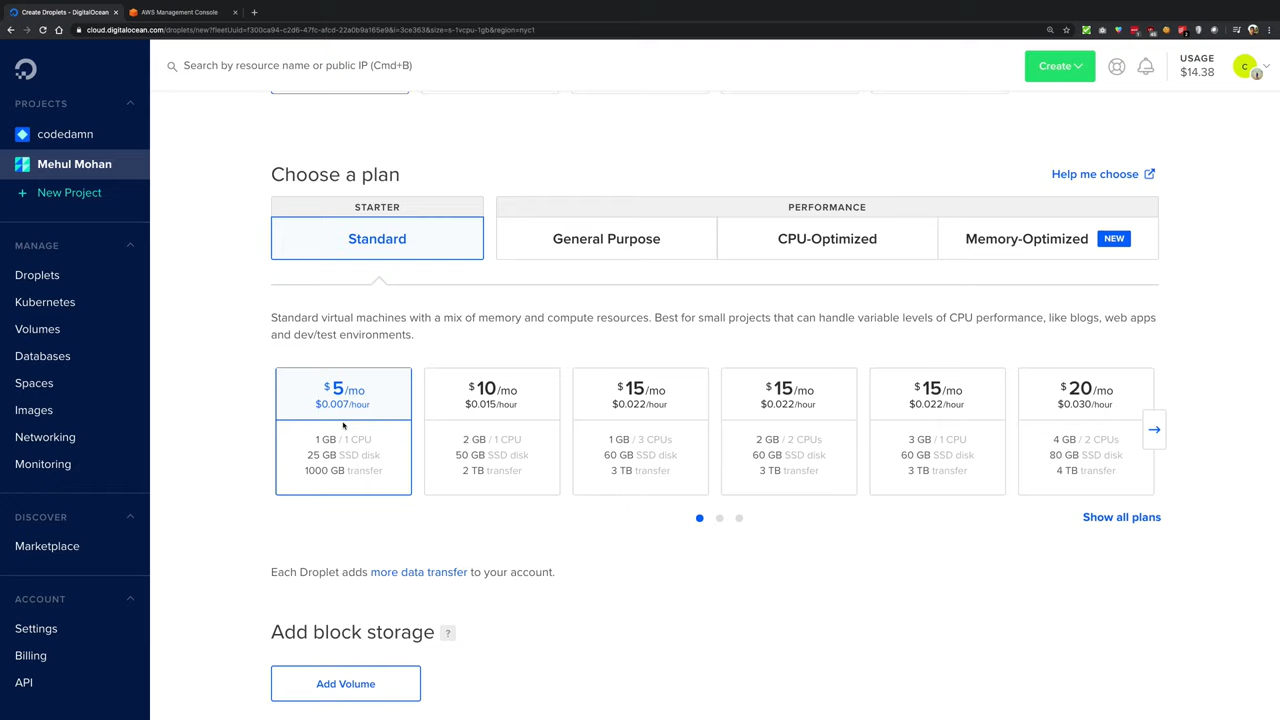 Create Droplets - DigitalOcean
AWS Management Console
cloud.digitalocean.com/droplets/new?fleetUuid=f300ca94-c2d6-47fc-afcd-22a0b9a165e9&i=3ce363&size=s-1vcpu-1gb&region=nyc1
Search by resource name or public IP (Cmd+B)
Create
USAGE
$14.38
C
PROJECTS
codedamn
Mehul Mohan
+ New Project
MANAGE
Droplets
Kubernetes
Volumes
Databases
Spaces
Images
Networking
Monitoring
DISCOVER
Marketplace
ACCOUNT
Settings
Billing
API
Choose a plan
Help me choose
STARTER
PERFORMANCE
Standard
General Purpose
CPU-Optimized
Memory-Optimized NEW
Standard virtual machines with a mix of memory and compute resources. Best for small projects that can handle variable levels of CPU performance, like blogs, web apps
and dev/test environments.
$5/mo
$0.007/hour
1 GB / 1 CPU
25 GB SSD disk
1000 GB transfer
$10/mo
$0.015/hour
2 GB / 1 CPU
50 GB SSD disk
2 TB transfer
$15/mo
$0.022/hour
1 GB / 3 CPUs
60 GB SSD disk
3 TB transfer
$15/mo
$0.022/hour
2 GB / 2 CPUs
60 GB SSD disk
3 TB transfer
$15/mo
$0.022/hour
3 GB / 1 CPU
60 GB SSD disk
3 TB transfer
$20/mo
$0.030/hour
4 GB / 2 CPUs
80 GB SSD disk
4 TB transfer
Show all plans
Each Droplet adds more data transfer to your account.
Add block storage ?
Add Volume